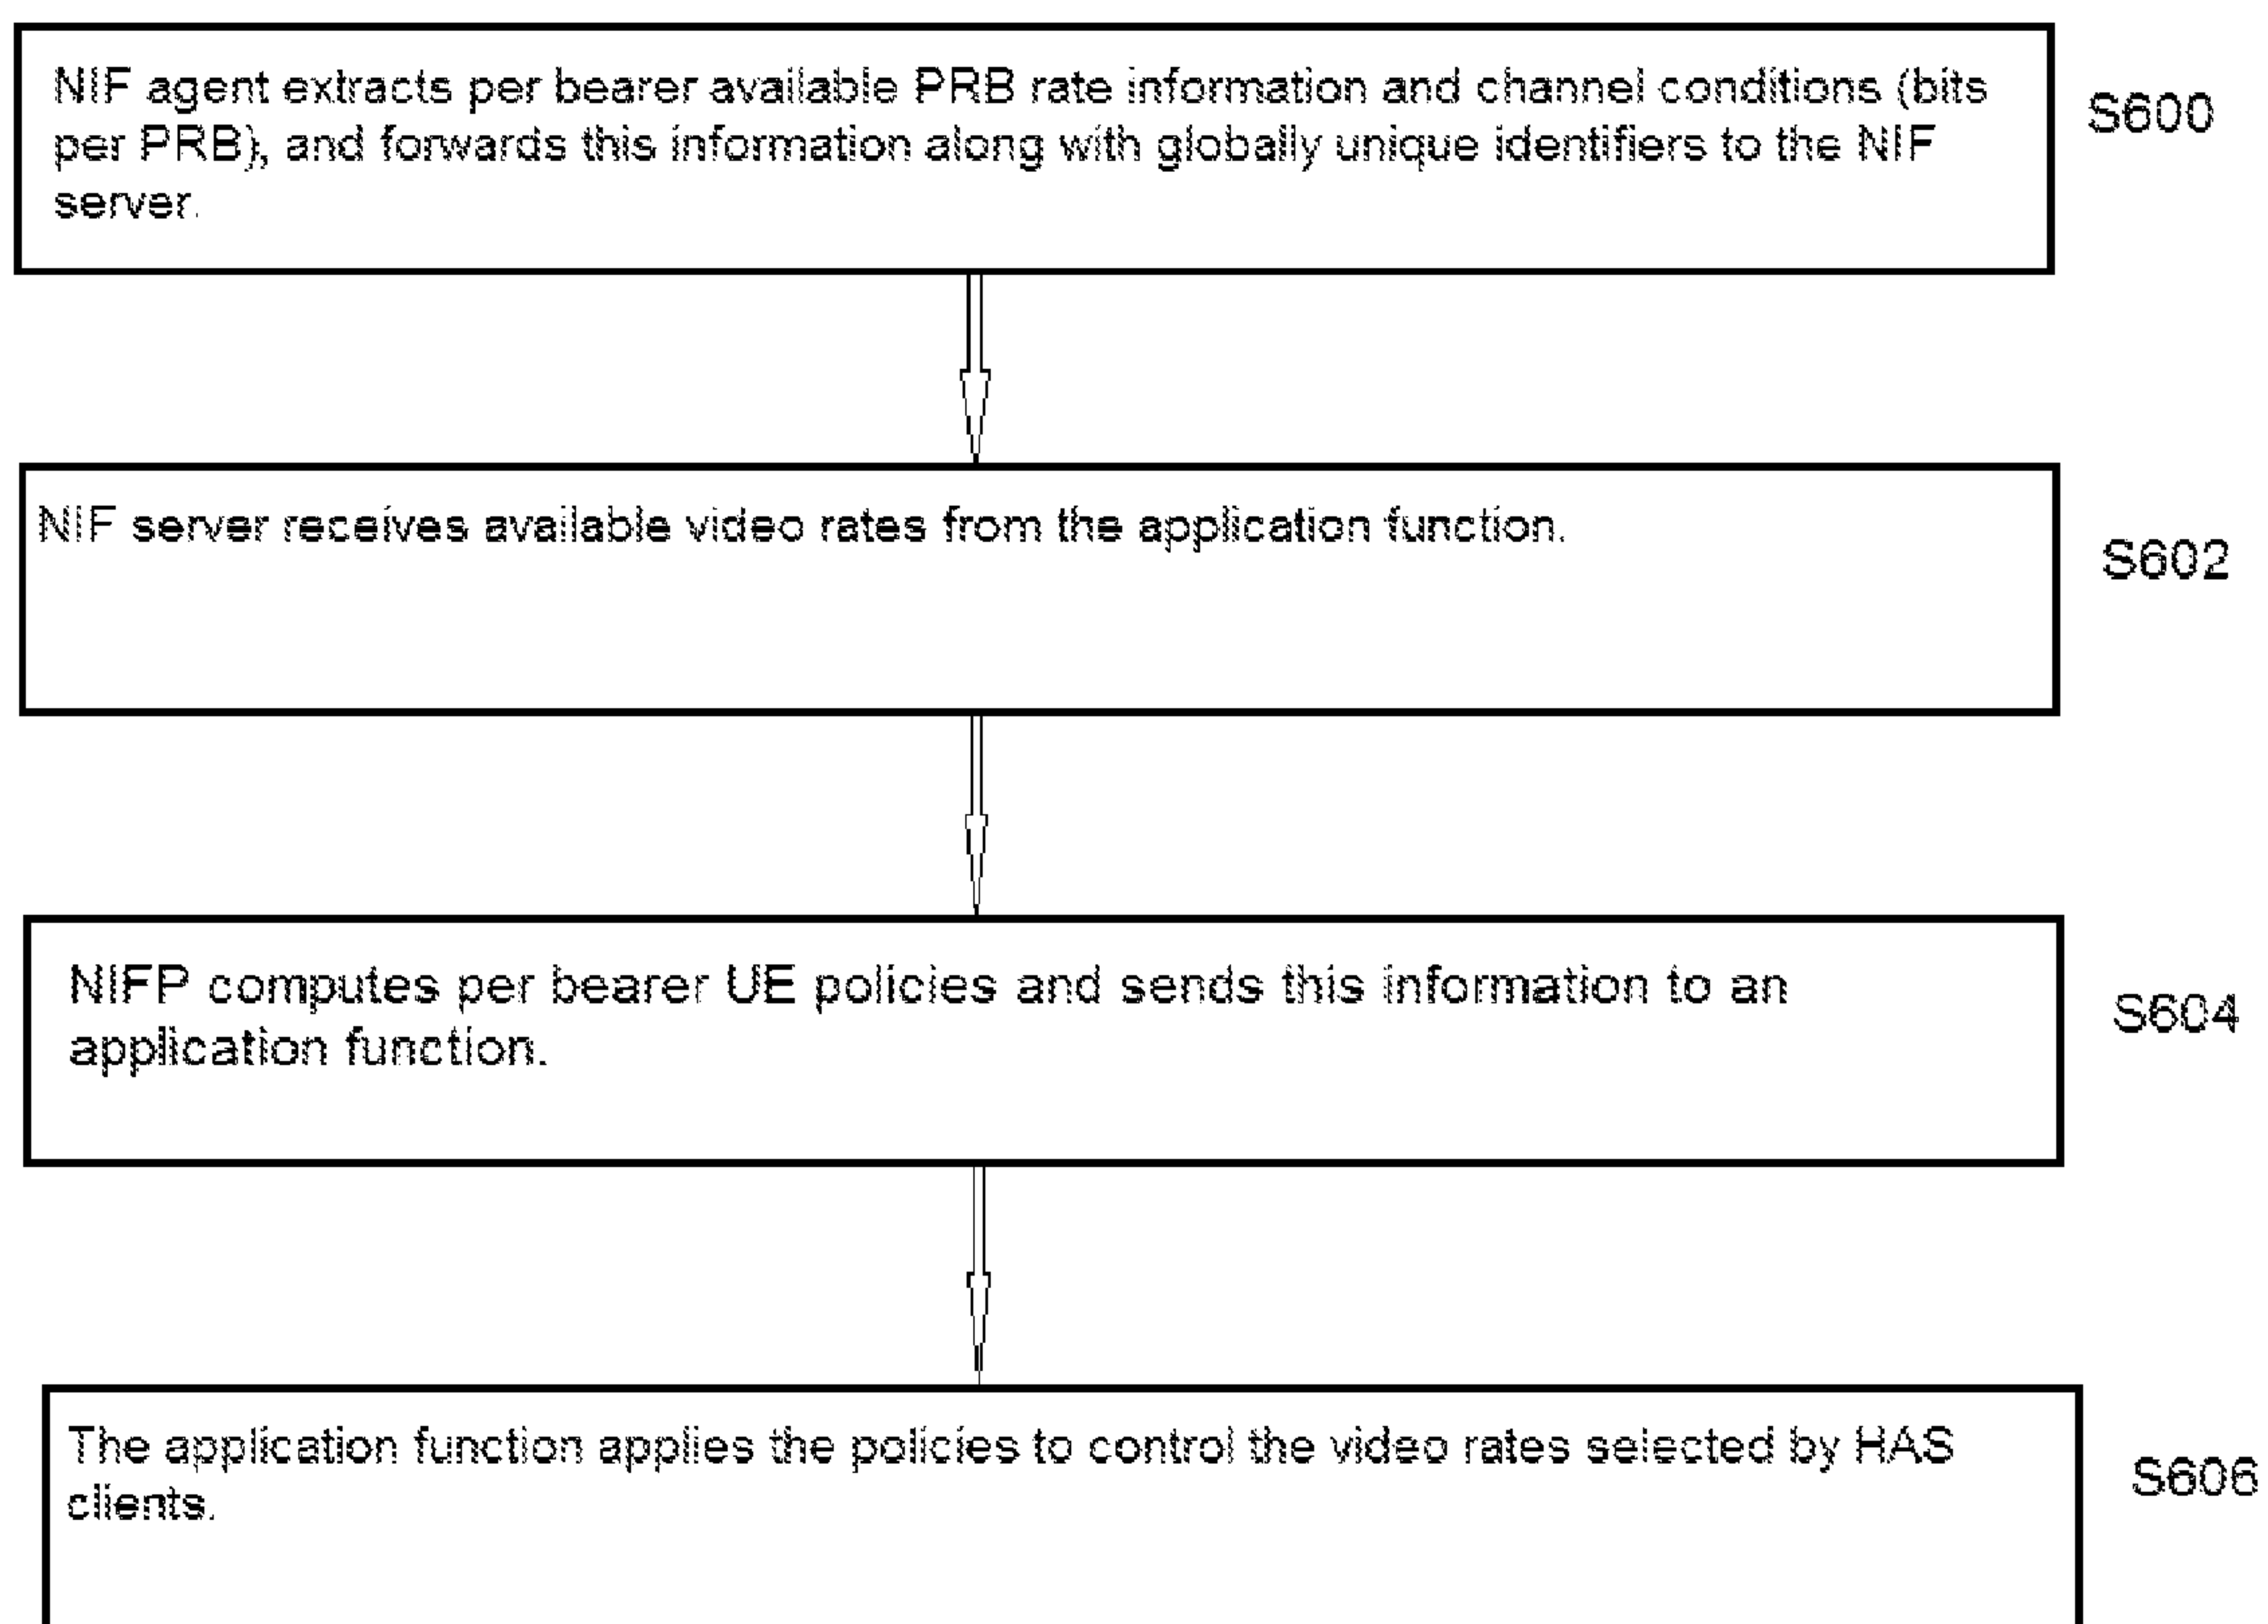 NIF agent extracts per bearer available PRB rate information and channel conditions (bits
per PRB), and forwards this information along with globally unique identifiers to the NIF
server.
S600
NIF server receives available video rates from the application function.
S602
NIFP computes per bearer UE policies and sends this information to an
application function.
S604
The application function applies the policies to control the video rates selected by HAS
clients.
S606